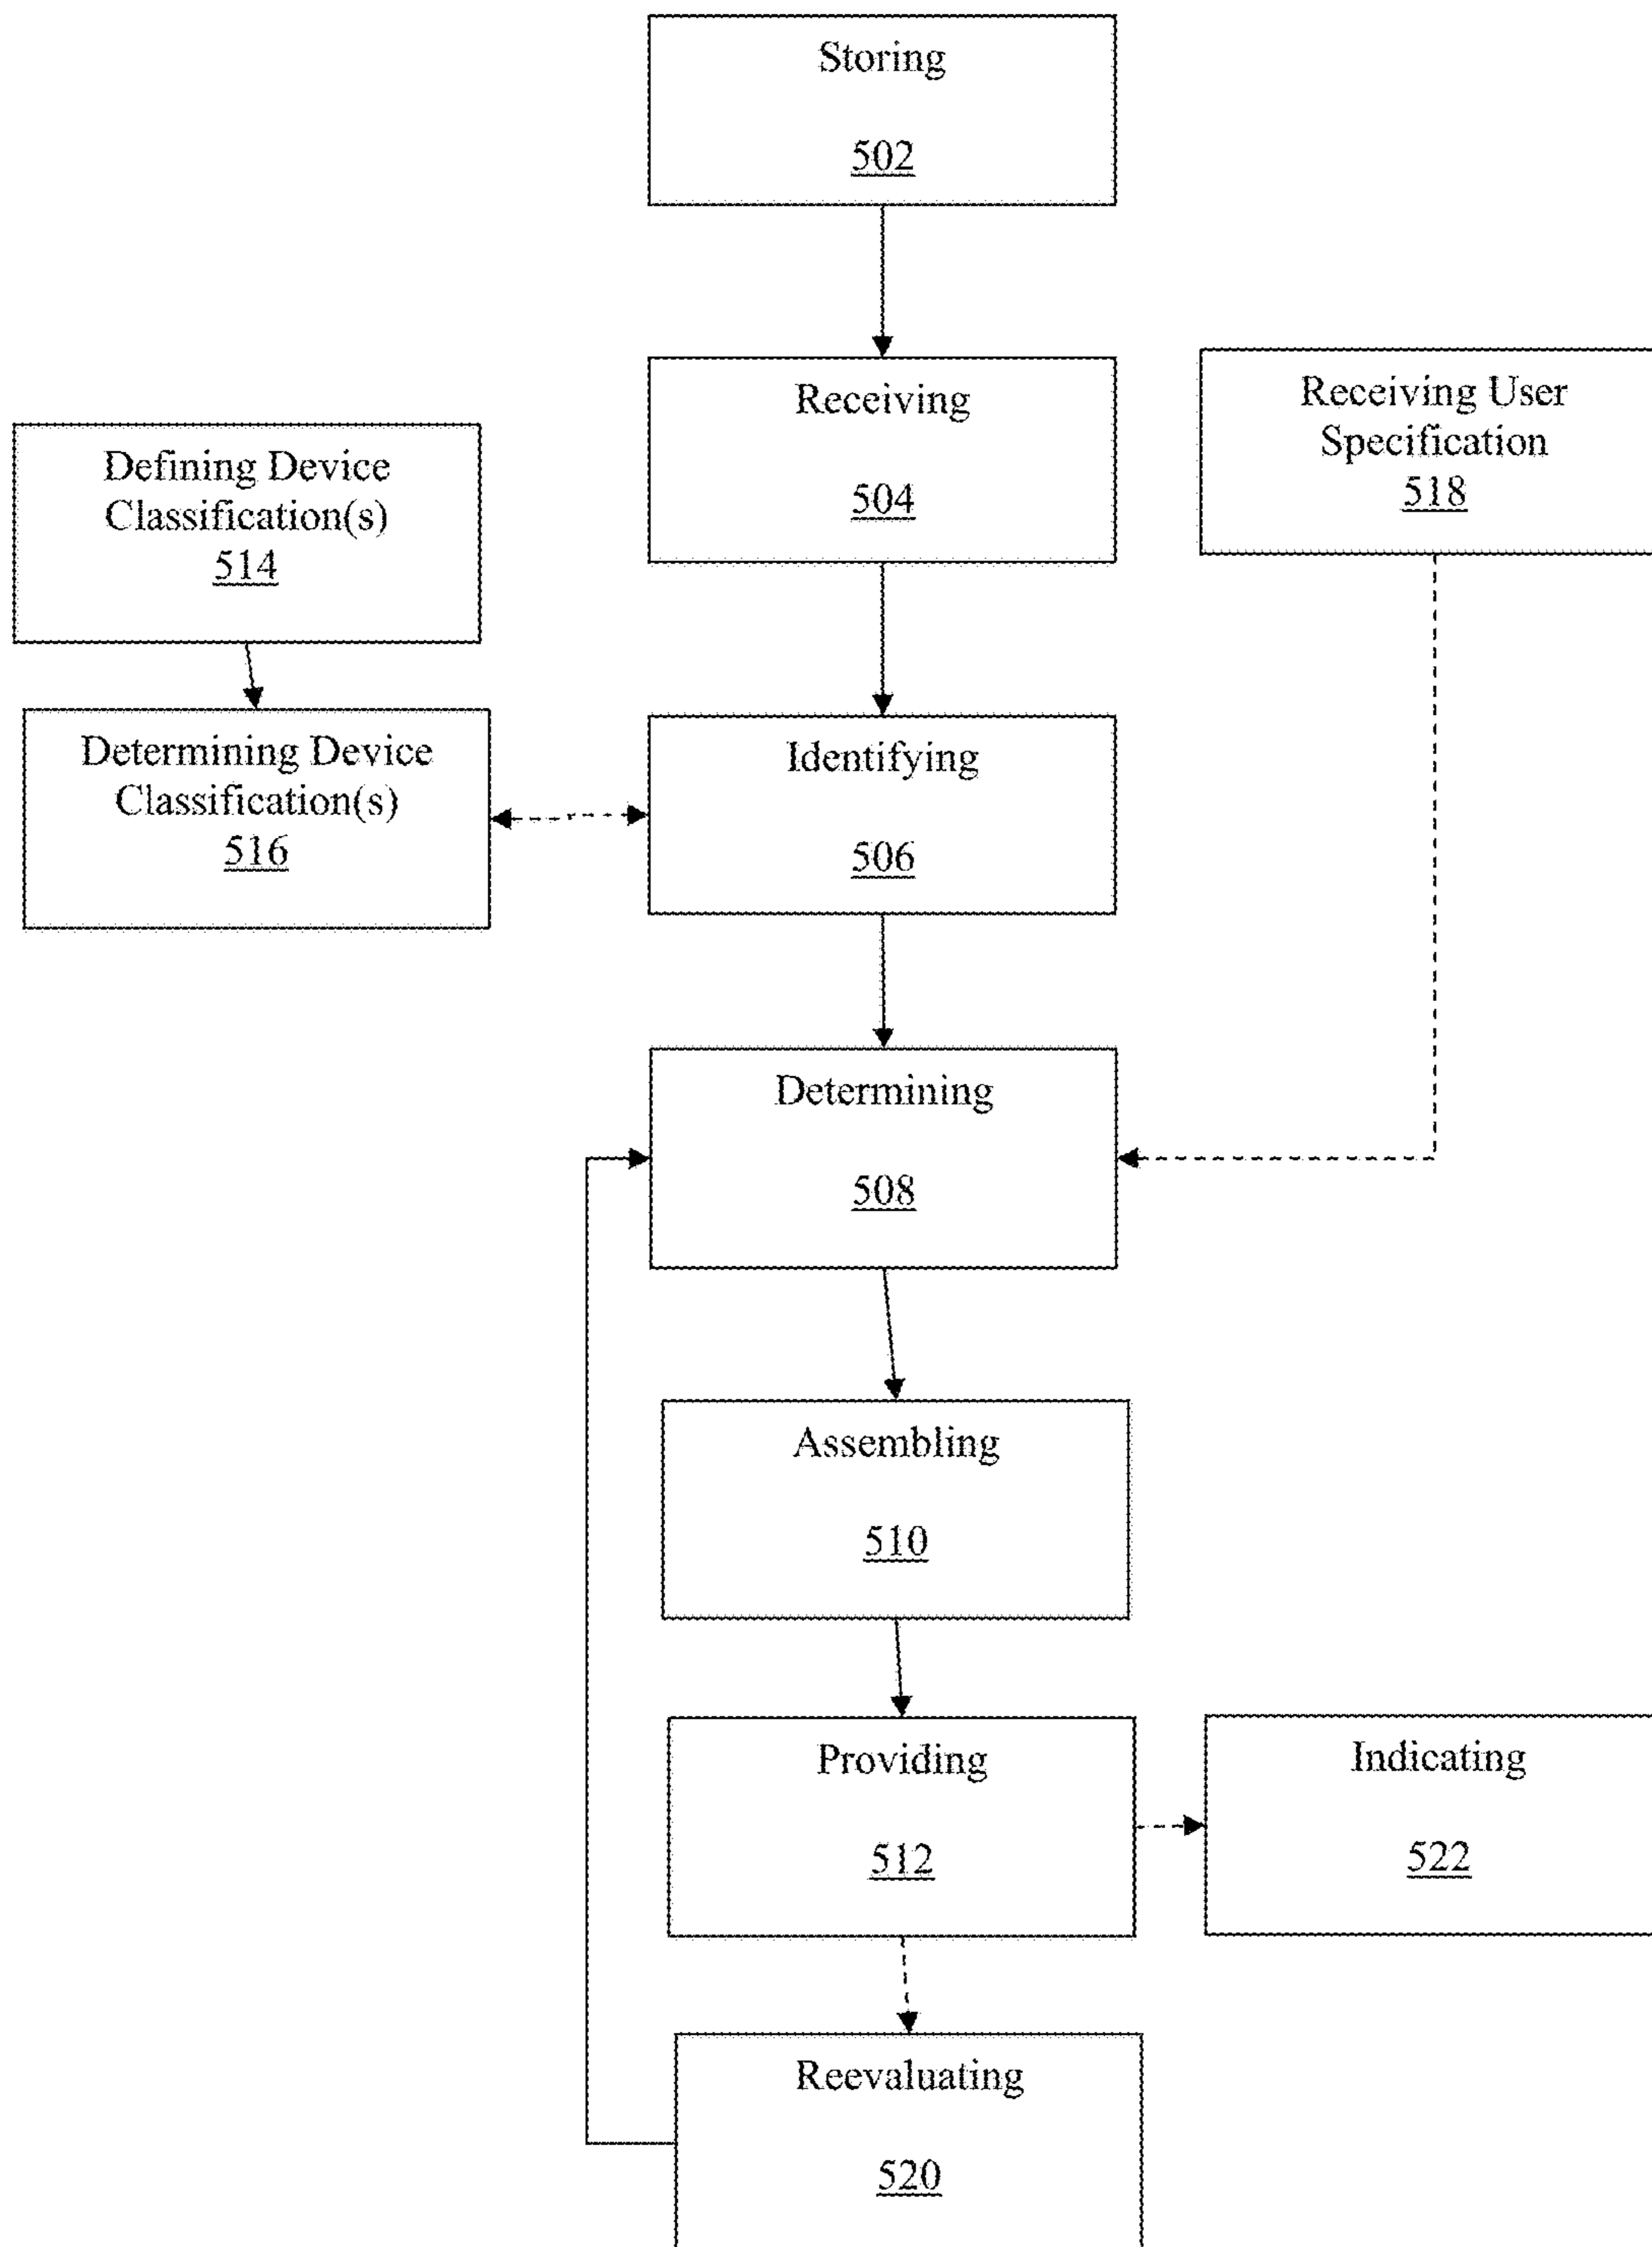 Storing
502
Receiving
504
Receiving User
Specification
518
Defining Device
Classification(s)
514
Determining Device
Classification(s)
516
Identifying
506
Determining
508
Assembling
510
Providing
512
Indicating
522
Reevaluating
520